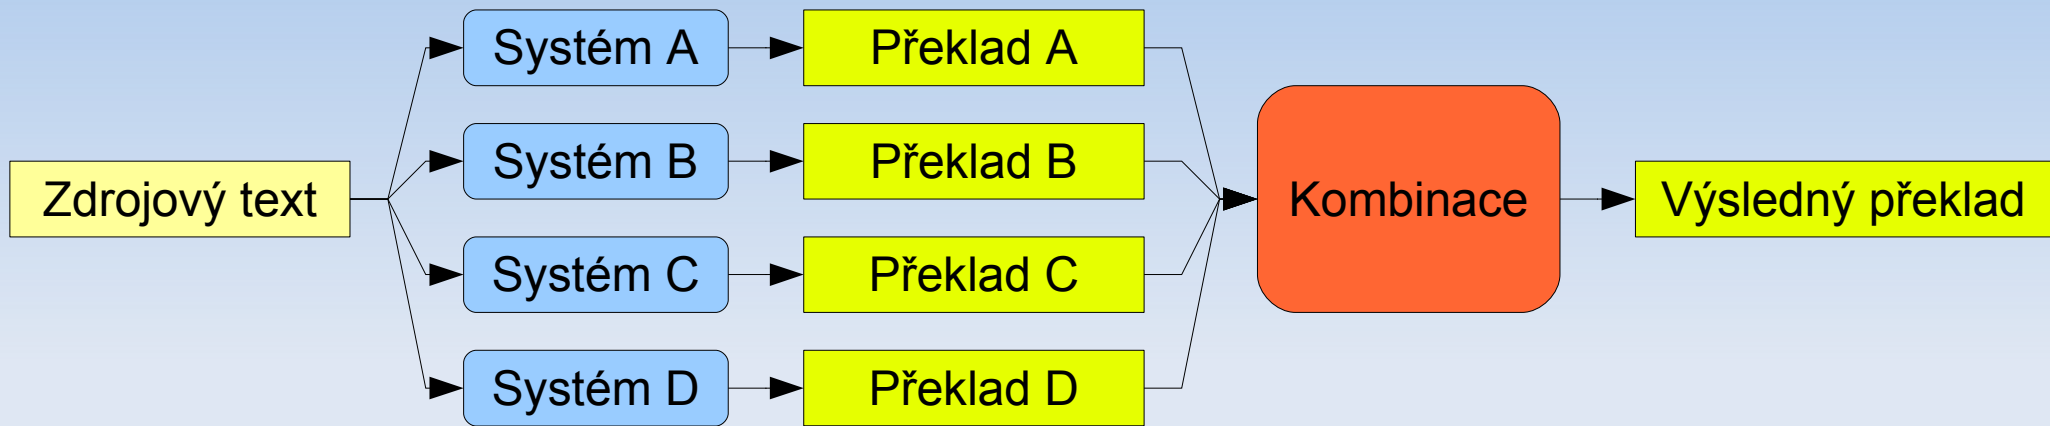 Systém A
Překlad A
Systém B
Překlad B
Zdrojový text
Kombinace
Výsledný překlad
Systém C
Překlad C
Systém D
Překlad D